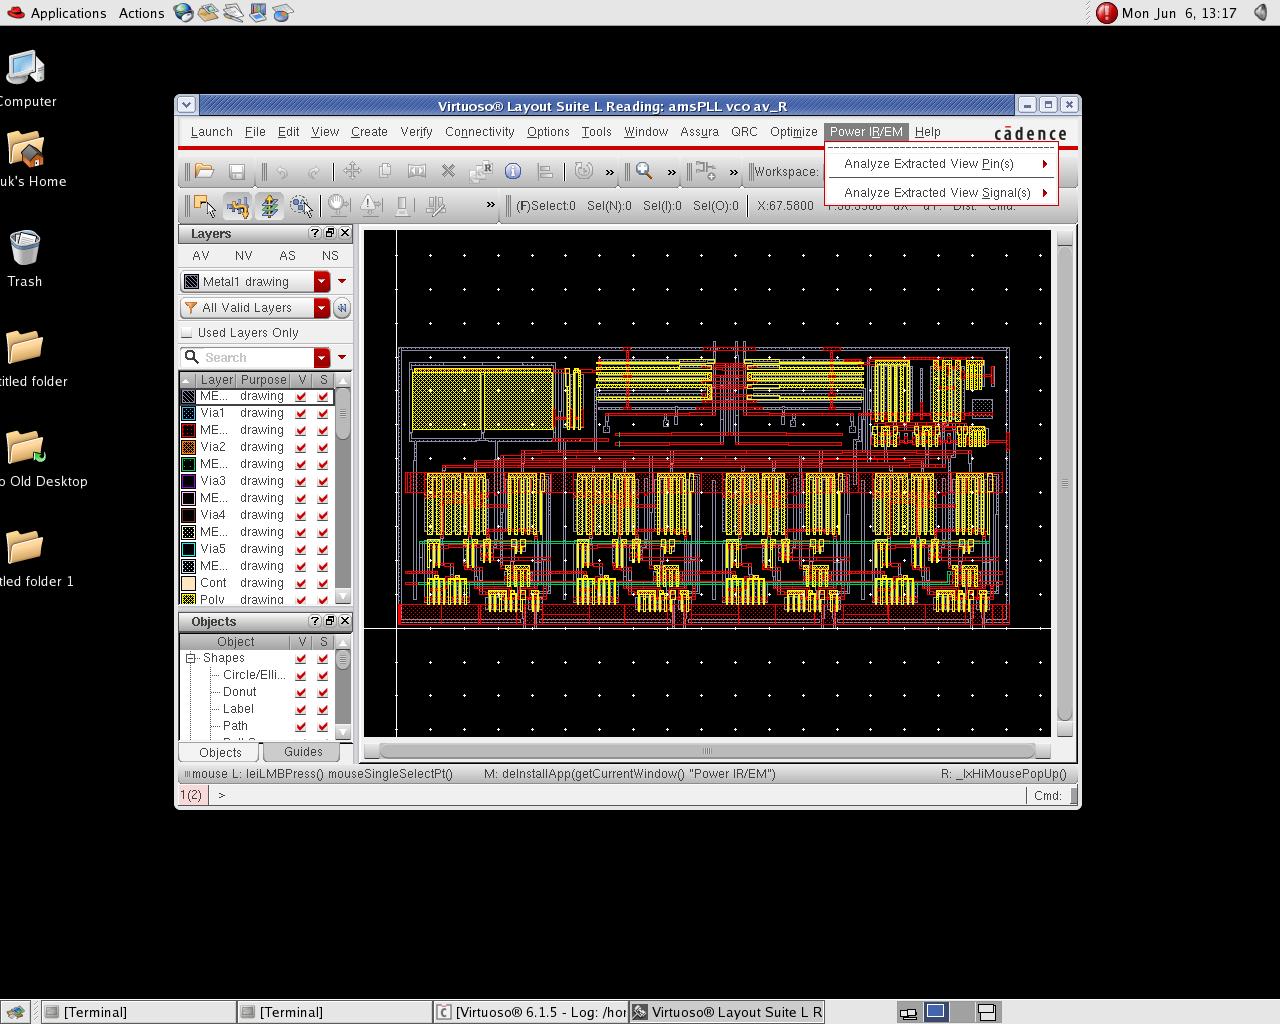 Applications Actions
Mon Jun 6, 13:17
Computer
uk's Home
Trash
titled folder
o Old Desktop
tled folder 1
Virtuoso® Layout Suite L Reading: amsPLL vco av_R
Launch File Edit View Create Verify Connectivity Options Tools Window Assura QRC Optimize Power IR/EM Help
cādence
Analyze Extracted View Pin(s)
Analyze Extracted View Signal(s)
Workspace:
(F)Select:0 Sel(N):0 Sel(I):0 Sel(O):0 X:67.5800
Layers
AV NV AS NS
Metal1 drawing
All Valid Layers
Used Layers Only
Search
Layer Purpose V S
ME... drawing
Via1 drawing
ME... drawing
Via2 drawing
ME... drawing
Via3 drawing
ME... drawing
Via4 drawing
ME... drawing
Via5 drawing
ME... drawing
Cont drawing
Poly drawing
Objects
Object V S
Shapes
Circle/Elli...
Donut
Label
Path
Objects Guides
mouse L: leiLMBPress() mouseSingleSelectPt() M: deInstallApp(getCurrentWindow() "Power IR/EM") R: _lxHiMousePopUp()
1(2) > Cmd:
[Terminal] [Terminal] [Virtuoso® 6.1.5 - Log: /hor Virtuoso® Layout Suite L R